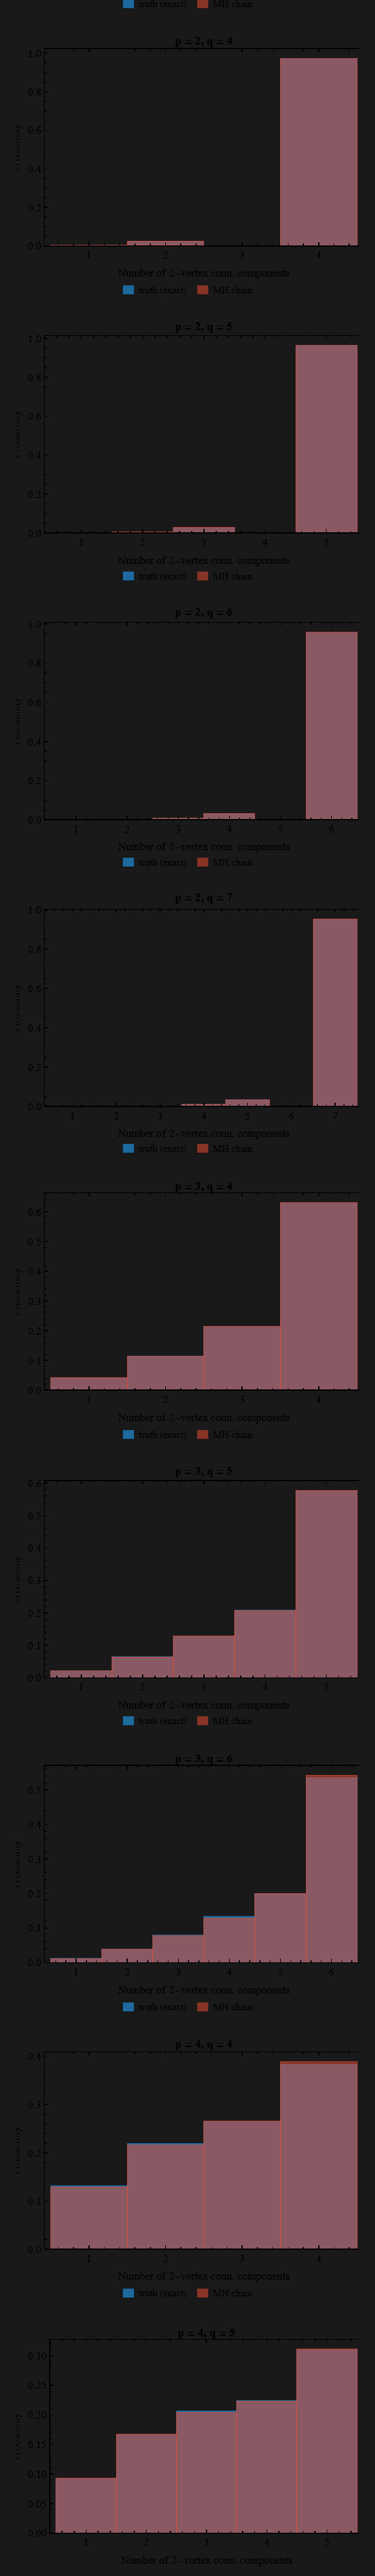 truth (exact) MH chain
p = 2, q = 4
1.0
0.8
0.6
0.4
0.2
0.0
1 2 3 4
Number of 2-vertex conn. components
truth (exact) MH chain
p = 2, q = 5
1.0
0.8
0.6
0.4
0.2
0.0
1 2 3 4 5
Number of 2-vertex conn. components
truth (exact) MH chain
p = 2, q = 6
1.0
0.8
0.6
0.4
0.2
0.0
1 2 3 4 5 6
Number of 2-vertex conn. components
truth (exact) MH chain
p = 2, q = 7
1.0
0.8
0.6
0.4
0.2
0.0
1 2 3 4 5 6 7
Number of 2-vertex conn. components
truth (exact) MH chain
p = 3, q = 4
0.6
0.5
0.4
0.3
0.2
0.1
0.0
1 2 3 4
Number of 2-vertex conn. components
truth (exact) MH chain
p = 3, q = 5
0.6
0.5
0.4
0.3
0.2
0.1
0.0
1 2 3 4 5
Number of 2-vertex conn. components
truth (exact) MH chain
p = 3, q = 6
0.5
0.4
0.3
0.2
0.1
0.0
1 2 3 4 5 6
Number of 2-vertex conn. components
truth (exact) MH chain
p = 4, q = 4
0.4
0.3
0.2
0.1
0.0
1 2 3 4
Number of 2-vertex conn. components
truth (exact) MH chain
p = 4, q = 5
0.30
0.25
0.20
0.15
0.10
0.05
0.00
1 2 3 4 5
Number of 2-vertex conn. components